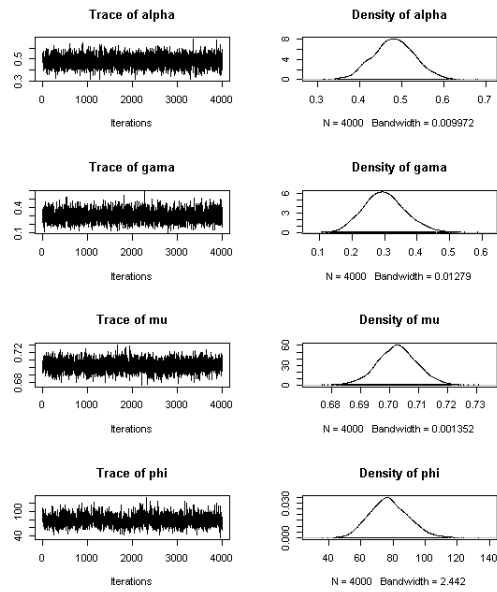 Trace of alpha
Density of alpha
0.3 0.5
0 4 8
0 1000 2000 3000 4000
0.3 0.4 0.5 0.6 0.7
Iterations
N = 4000 Bandwidth = 0.009972
Trace of gama
Density of gama
0.1 0.4
0 3 6
0 1000 2000 3000 4000
0.1 0.2 0.3 0.4 0.5 0.6
Iterations
N = 4000 Bandwidth = 0.01279
Trace of mu
Density of mu
0.68 0.72
0 30 60
0 1000 2000 3000 4000
0.68 0.69 0.70 0.71 0.72 0.73
Iterations
N = 4000 Bandwidth = 0.001352
Trace of phi
Density of phi
40 100
0.000 0.030
0 1000 2000 3000 4000
40 60 80 100 120 140
Iterations
N = 4000 Bandwidth = 2.442